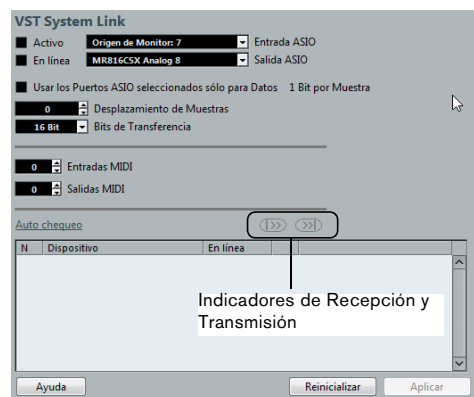 VST System Link
Activo Origen de Monitor: 7 Entrada ASIO
En línea MR816CSX Analog 8 Salida ASIO
Usar los Puertos ASIO seleccionados sólo para Datos 1 Bit por Muestra
0 Desplazamiento de Muestras
16 Bit Bits de Transferencia
0 Entradas MIDI
0 Salidas MIDI
Auto chequeo
N Dispositivo En línea
Indicadores de Recepción y
Transmisión
Ayuda Reinicializar Aplicar